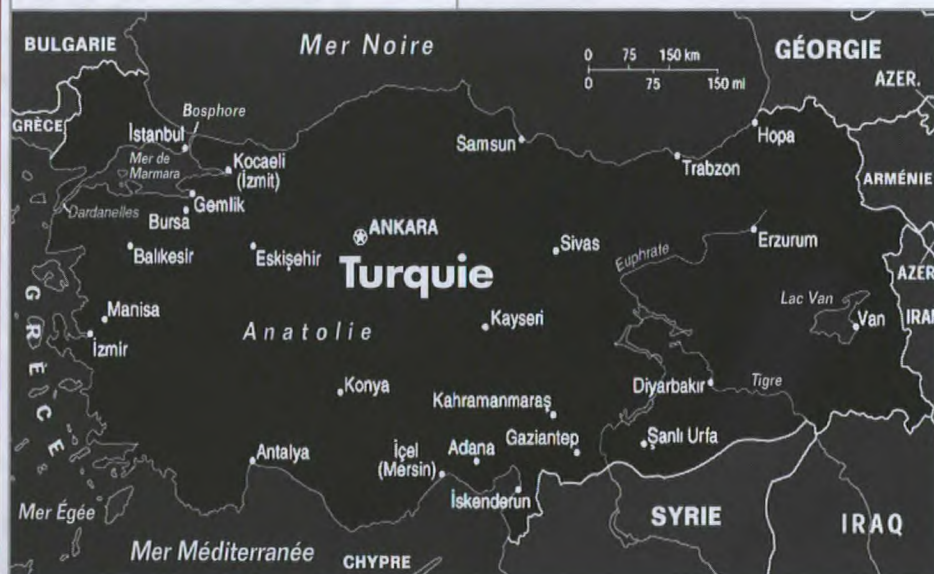 BULGARIE
Mer Noire
0 75 150 km
0 75 150 mi
GÉORGIE
AZER.
GRÈCE
Bosphore
İstanbul
Mer de
Marmara
Kocaeli
(İzmit)
Samsun
Trabzon
Hopa
ARMÉNIE
Dardanelles
Gemlik
Bursa
ANKARA
Balıkesir
Eskişehir
Turquie
Sivas
Euphrate
Erzurum
AZER
GRÈCE
Manisa
İzmir
Anatolie
Kayseri
Lac Van
Van
IRAN
Konya
Kahramanmaraş
Diyarbakır
Tigre
Antalya
İçel
(Mersin)
Adana
Gaziantep
Şanlı Urfa
İskenderun
Mer Égée
SYRIE
IRAQ
Mer Méditerranée
CHYPRE